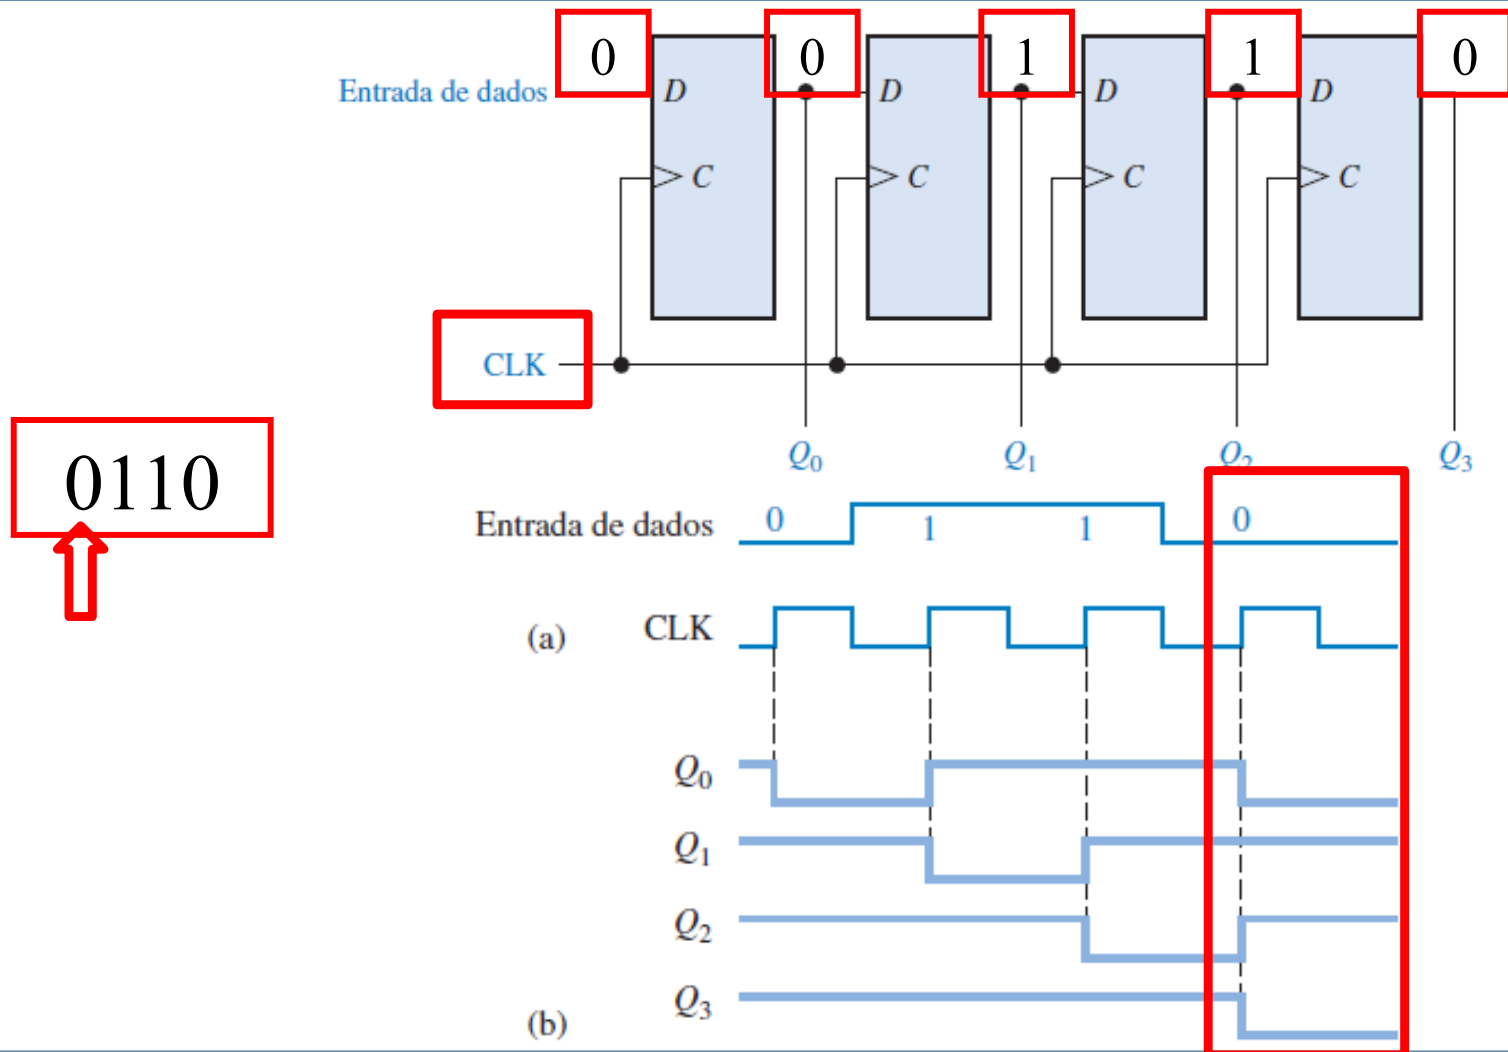 0 0 1 1 0
Entrada de dados D D D D
C C C C
CLK
Q0 Q1 Q2 Q3
0110
Entrada de dados 0 1 1 0
(a) CLK
Q0
Q1
Q2
Q3
(b)